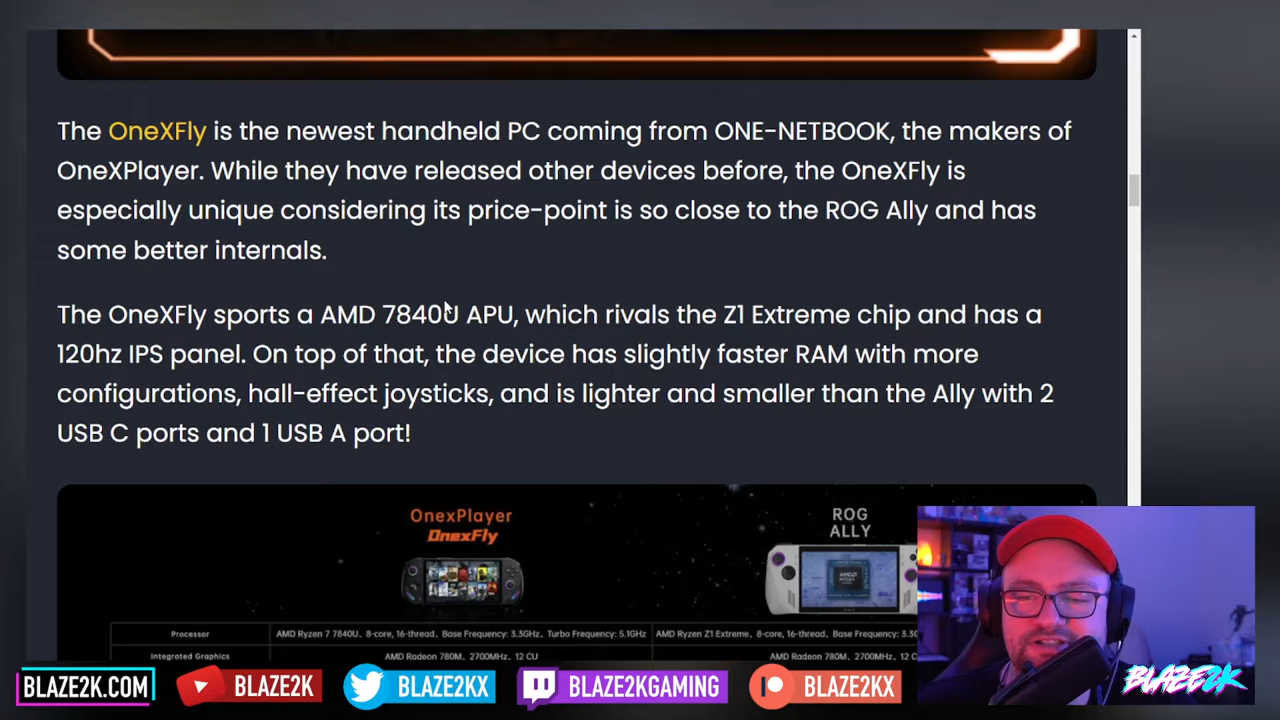 The OneXFly is the newest handheld PC coming from ONE-NETBOOK, the makers of
OneXPlayer. While they have released other devices before, the OneXFly is
especially unique considering its price-point is so close to the ROG Ally and has
some better internals.
The OneXFly sports a AMD 7840U APU, which rivals the Z1 Extreme chip and has a
120hz IPS panel. On top of that, the device has slightly faster RAM with more
configurations, hall-effect joysticks, and is lighter and smaller than the Ally with 2
USB C ports and 1 USB A port!
OnexPlayer
OnexFly
ROG
ALLY
Processor AMD Ryzen 7 7840U, 8-core, 16-thread, Base Frequency: 3.3GHz, Turbo Frequency: 5.1GHz AMD Ryzen Z1 Extreme, 8-core, 16-thread, Base Frequency:
Integrated Graphics AMD Radeon 780M, 2700MHz, 12 CU AMD Radeon 780M, 2700MHz, 12
BLAZE2K.COM BLAZE2K BLAZE2KX BLAZE2KGAMING BLAZE2KX BLAZE2K